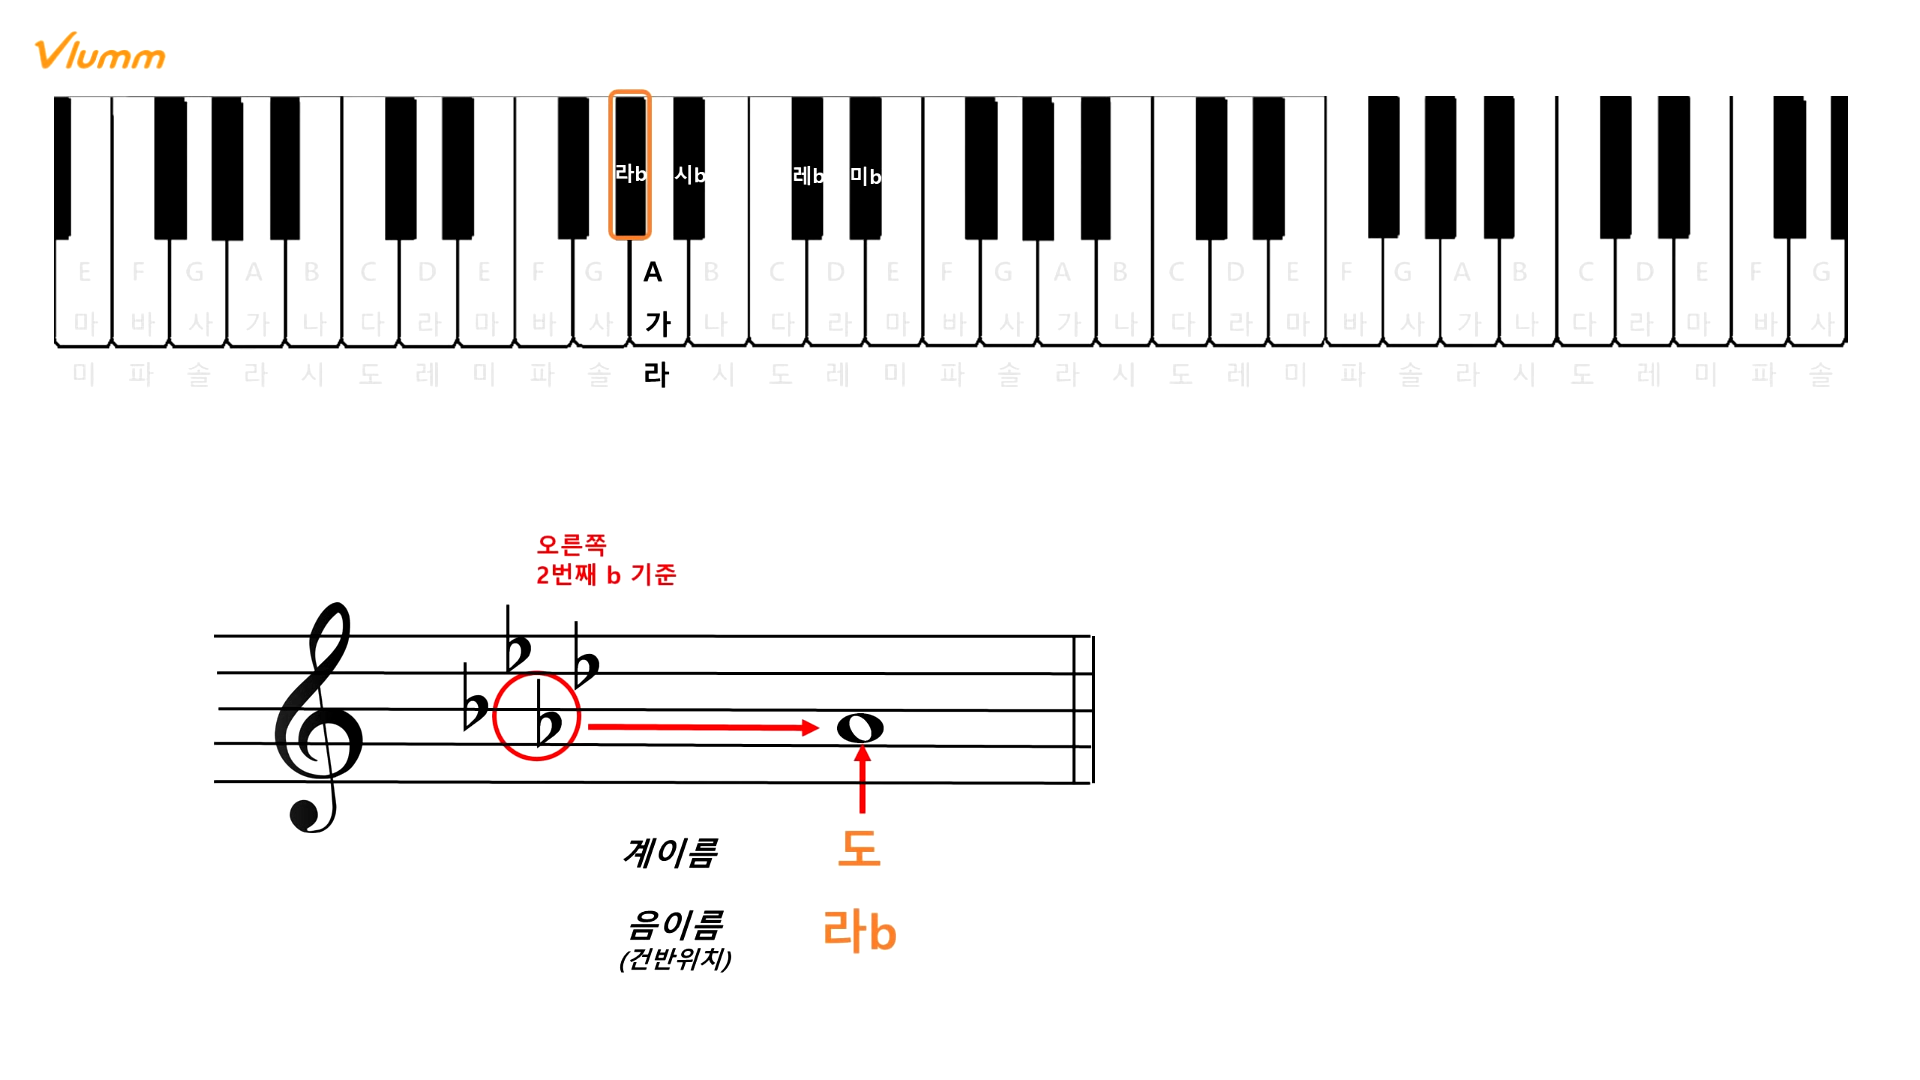 Vlumm
라b 시b 레b 미b
E F G A B C D E F G A B C D E F G A B C D E F G A B C D E F G
마 바 사 가 나 다 라 마 바 사 가 나 다 라 마 바 사 가 나 다 라 마 바 사 가 나 다 라 마 바 사
미 파 솔 라 시 도 레 미 파 솔 라 시 도 레 미 파 솔 라 시 도 레 미 파 솔 라 시 도 레 미 파 솔
오른쪽
2번째 b 기준
계이름 도
음이름 라b
(건반위치)